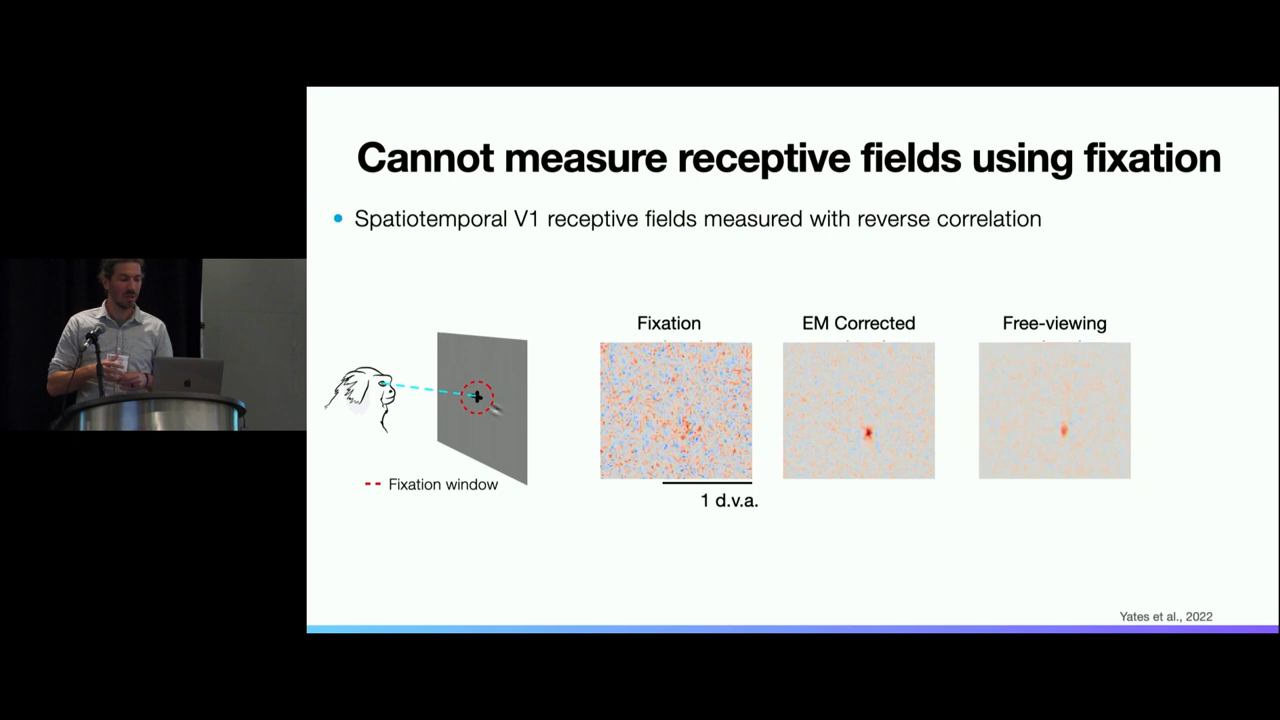 Cannot measure receptive fields using fixation
Spatiotemporal V1 receptive fields measured with reverse correlation
Fixation
EM Corrected
Free-viewing
Fixation window
1 d.v.a.
Yates et al., 2022